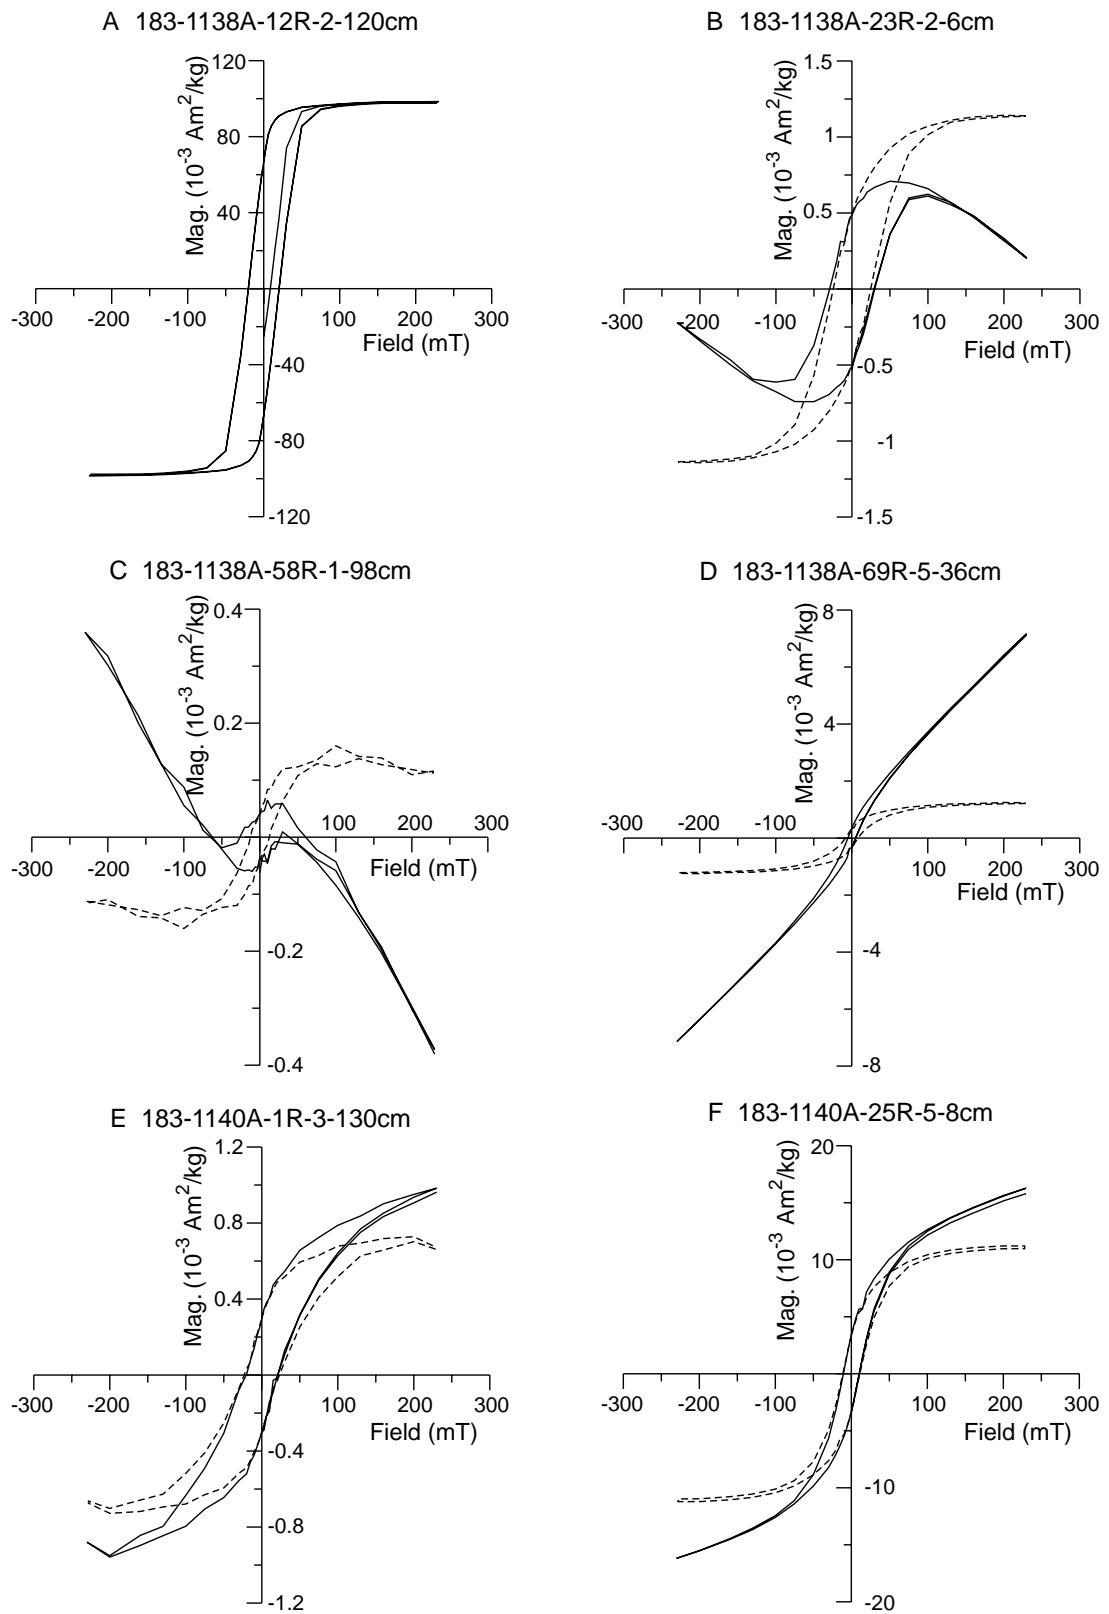 A 183-1138A-12R-2-120cm
B 183-1138A-23R-2-6cm
Mag. (10-3 Am2/kg)
120
80
40
-300 -200 -100 100 200 300
Field (mT)
-40
-80
-120
Mag. (10-3 Am2/kg)
1.5
1
0.5
-300 -200 -100 100 200 300
Field (mT)
-0.5
-1
-1.5
C 183-1138A-58R-1-98cm
D 183-1138A-69R-5-36cm
Mag. (10-3 Am2/kg)
0.4
0.2
100 200 300
-300 -200 -100
Field (mT)
-0.2
-0.4
Mag. (10-3 Am2/kg)
8
4
-300 -200 -100 100 200 300
Field (mT)
-4
-8
E 183-1140A-1R-3-130cm
F 183-1140A-25R-5-8cm
Mag. (10-3 Am2/kg)
1.2
0.8
0.4
-300 -200 -100 100 200 300
Field (mT)
-0.4
-0.8
-1.2
Mag. (10-3 Am2/kg)
20
10
-300 -200 -100 100 200 300
Field (mT)
-10
-20